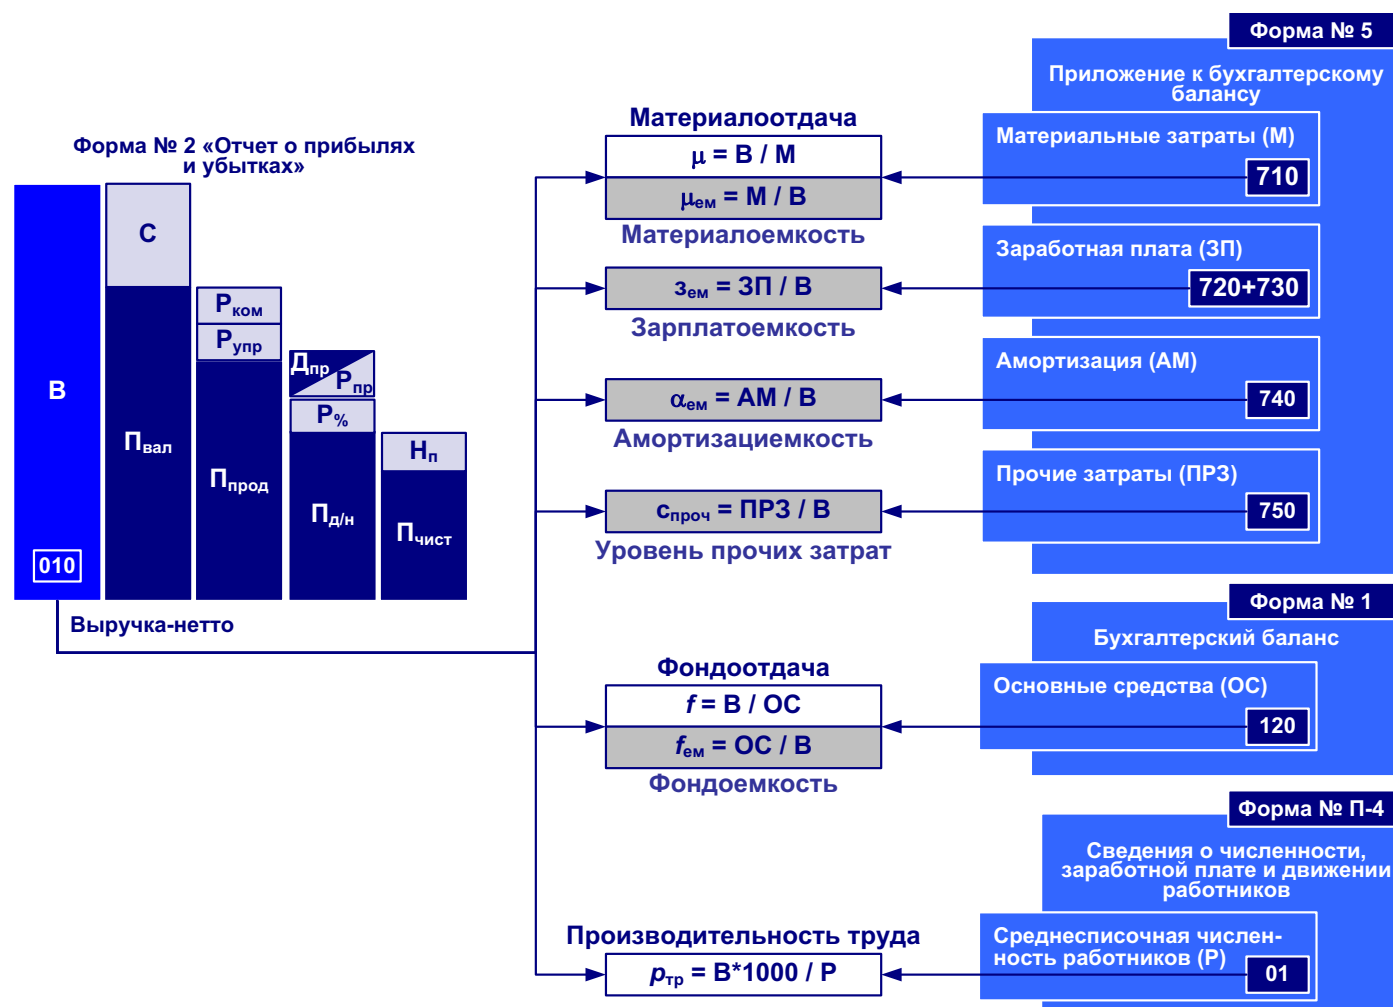 Форма № 2 «Отчет о прибылях
и убытках»
В
010
С
Пвал
Рком
Рупр
Ппрод
Дпр
Рпр
Р%
Пд/н
Нп
Пчист
Выручка-нетто
Материалоотдача
μ = В / М
μем = М / В
Материалоемкость
зем = ЗП / В
Зарплатоемкость
αем = АМ / В
Амортизациемкость
спроч = ПРЗ / В
Уровень прочих затрат
Фондоотдача
f = В / ОС
fем = ОС / В
Фондоемкость
Производительность труда
pтр = В*1000 / Р
Форма № 5
Приложение к бухгалтерскому
балансу
Материальные затраты (М)
710
Заработная плата (ЗП)
720+730
Амортизация (АМ)
740
Прочие затраты (ПРЗ)
750
Форма № 1
Бухгалтерский баланс
Основные средства (ОС)
120
Форма № П-4
Сведения о численности,
заработной плате и движении
работников
Среднесписочная числен-
ность работников (Р)
01